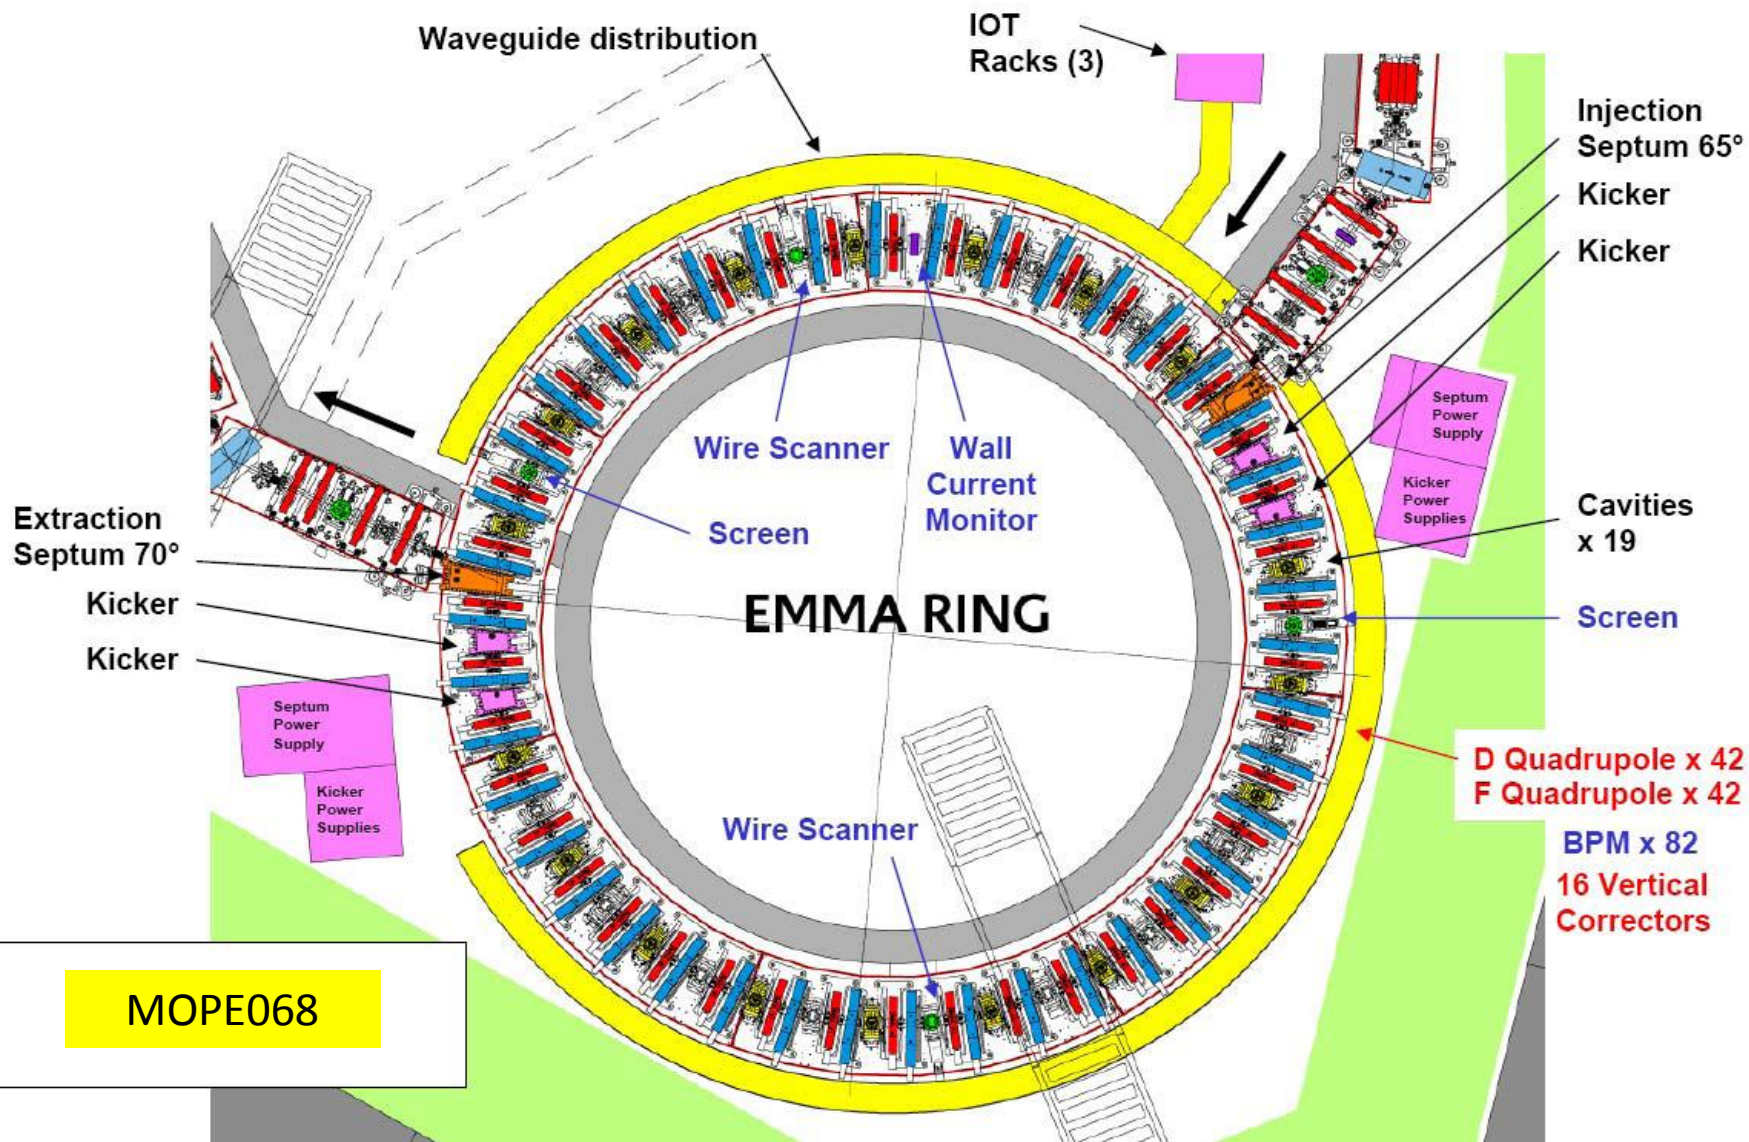 Waveguide distribution
IOT
Racks (3)
Injection
Septum 65°
Kicker
Kicker
Septum
Power
Supply
Kicker
Power
Supplies
Wire Scanner
Wall
Current
Monitor
Screen
Cavities
x 19
Extraction
Septum 70°
Kicker
Kicker
EMMA RING
Screen
Septum
Power
Supply
Kicker
Power
Supplies
D Quadrupole x 42
F Quadrupole x 42
BPM x 82
16 Vertical
Correctors
Wire Scanner
MOPE068